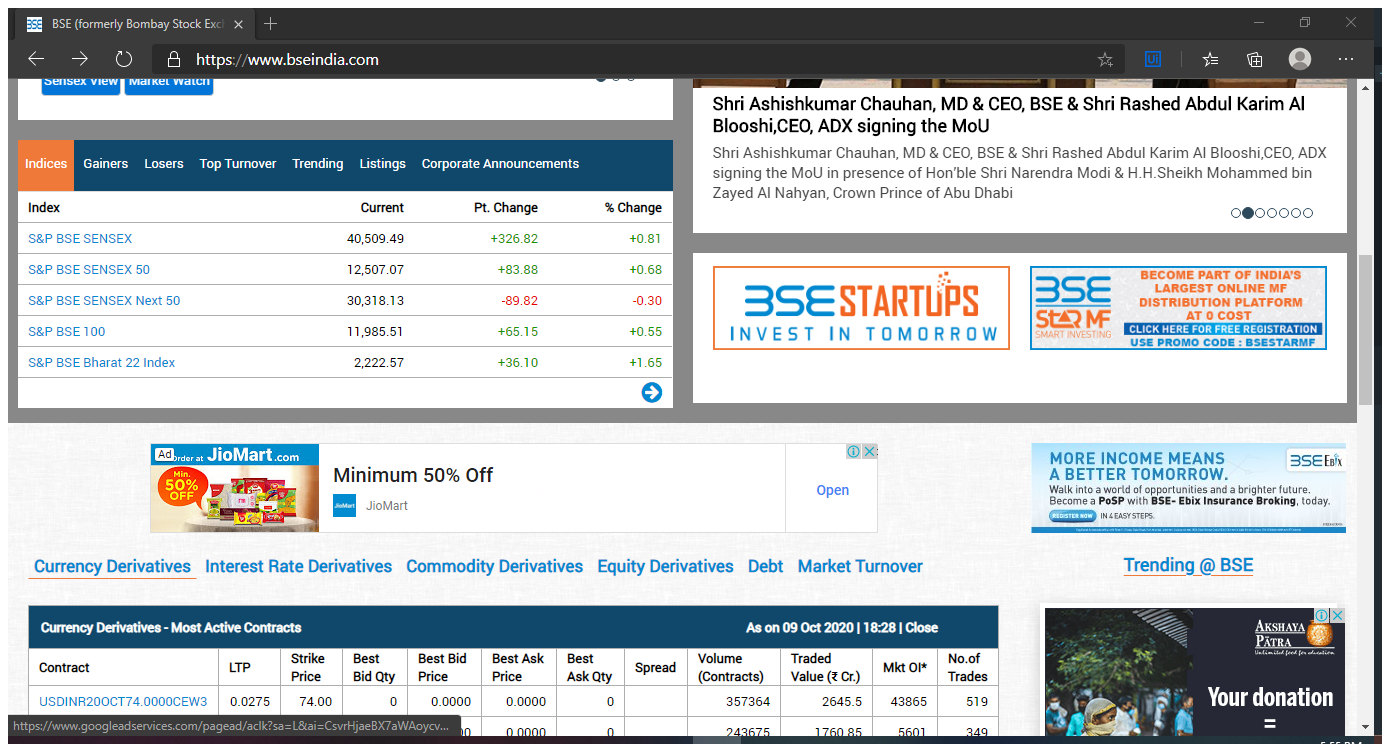 BSE (formerly Bombay Stock Exc
https://www.bseindia.com
Sensex View Market Watch
Shri Ashishkumar Chauhan, MD & CEO, BSE & Shri Rashed Abdul Karim Al
Blooshi,CEO, ADX signing the MoU
Shri Ashishkumar Chauhan, MD & CEO, BSE & Shri Rashed Abdul Karim Al Blooshi,CEO, ADX
signing the MoU in presence of Hon'ble Shri Narendra Modi & H.H.Sheikh Mohammed bin
Zayed Al Nahyan, Crown Prince of Abu Dhabi
Indices Gainers Losers Top Turnover Trending Listings Corporate Announcements
Index Current Pt. Change % Change
S&P BSE SENSEX 40,509.49 +326.82 +0.81
S&P BSE SENSEX 50 12,507.07 +83.88 +0.68
S&P BSE SENSEX Next 50 30,318.13 -89.82 -0.30
S&P BSE 100 11,985.51 +65.15 +0.55
S&P BSE Bharat 22 Index 2,222.57 +36.10 +1.65
BSE STARTUPS
INVEST IN TOMORROW
BSE
STAR MF
SMART INVESTING
BECOME PART OF INDIA'S
LARGEST ONLINE MF
DISTRIBUTION PLATFORM
AT 0 COST
CLICK HERE FOR FREE REGISTRATION
USE PROMO CODE : BSESTARMF
Ad Order at JioMart.com
Min.
50%
OFF
Minimum 50% Off
JioMart JioMart
Open
MORE INCOME MEANS
A BETTER TOMORROW.
BSE EBIX
Walk into a world of opportunities and a brighter future.
Become a PoSP with BSE- Ebix Insurance Broking, today.
REGISTER NOW IN 4 EASY STEPS.
Currency Derivatives Interest Rate Derivatives Commodity Derivatives Equity Derivatives Debt Market Turnover
Trending @ BSE
Currency Derivatives - Most Active Contracts As on 09 Oct 2020 | 18:28 | Close
Contract LTP Strike Price Best Bid Qty Best Bid Price Best Ask Price Best Ask Qty Spread Volume (Contracts) Traded Value (₹ Cr.) Mkt OI* No.of Trades
USDINR20OCT74.0000CEW3 0.0275 74.00 0 0.0000 0.0000 0 357364 2645.5 43865 519
243675 1760.85 5601 349
AKSHAYA
PATRA
Unlimited food for education
Your donation
=
https://www.googleadservices.com/pagead/aclk?sa=L&ai=CsvrHjaeBX7aWAoycv...
5:55 PM